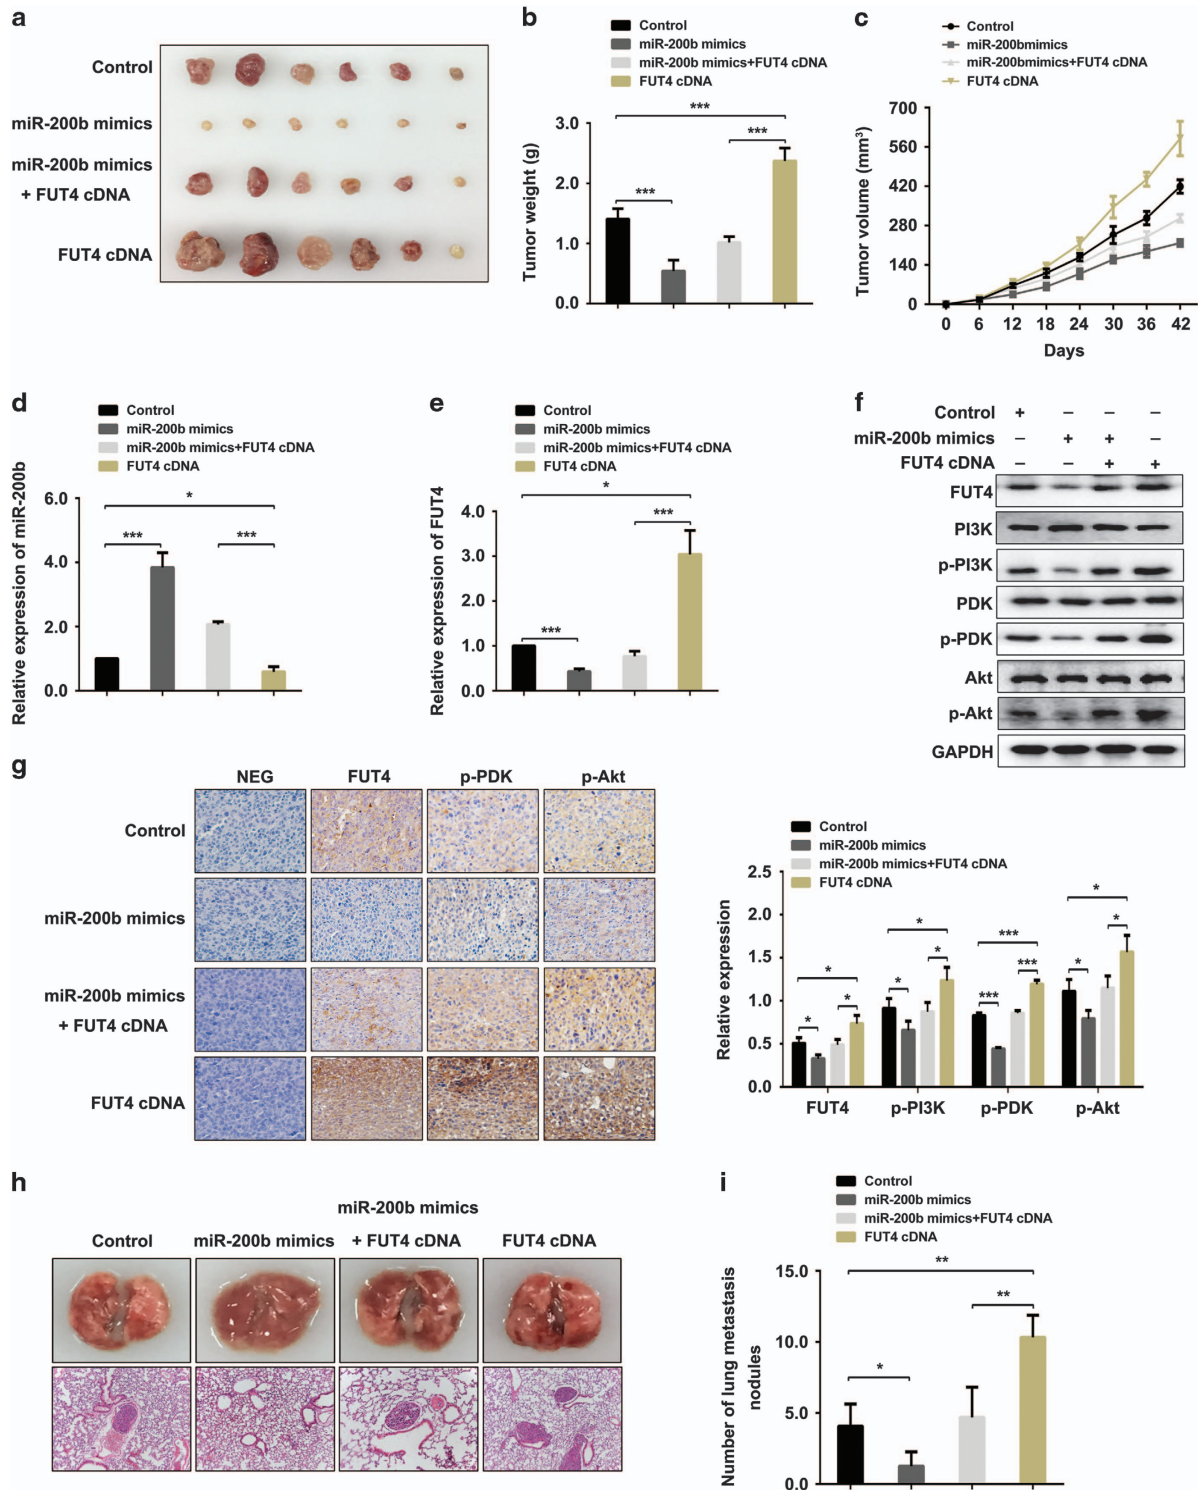 a
Control
miR-200b mimics
miR-200b mimics
+ FUT4 cDNA
FUT4 cDNA
b
Control
miR-200b mimics
miR-200b mimics+FUT4 cDNA
FUT4 cDNA
Tumor weight (g)
3.0
2.0
1.0
0.0
***
***
***
c
Control
miR-200bmimics
miR-200bmimics+FUT4 cDNA
FUT4 cDNA
Tumor volume (mm³)
700
560
420
280
140
0
0 6 12 18 24 30 36 42
Days
d
Control
miR-200b mimics
miR-200b mimics+FUT4 cDNA
FUT4 cDNA
Relative expression of miR-200b
6.0
4.0
2.0
0.0
*
*** ***
e
Control
miR-200b mimics
miR-200b mimics+FUT4 cDNA
FUT4 cDNA
Relative expression of FUT4
4.0
3.0
2.0
1.0
0.0
*
***
***
f
Control + – – –
miR-200b mimics – + + –
FUT4 cDNA – – + +
FUT4
PI3K
p-PI3K
PDK
p-PDK
Akt
p-Akt
GAPDH
g
NEG FUT4 p-PDK p-Akt
Control
miR-200b mimics
miR-200b mimics
+ FUT4 cDNA
FUT4 cDNA
Control
miR-200b mimics
miR-200b mimics+FUT4 cDNA
FUT4 cDNA
Relative expression
2.5
2.0
1.5
1.0
0.5
0.0
* * *
* * *
* *** ***
* * *
FUT4 p-PI3K p-PDK p-Akt
h
miR-200b mimics
Control miR-200b mimics + FUT4 cDNA FUT4 cDNA
i
Control
miR-200b mimics
miR-200b mimics+FUT4 cDNA
FUT4 cDNA
Number of lung metastasis
nodules
15.0
10.0
5.0
0.0
**
**
*